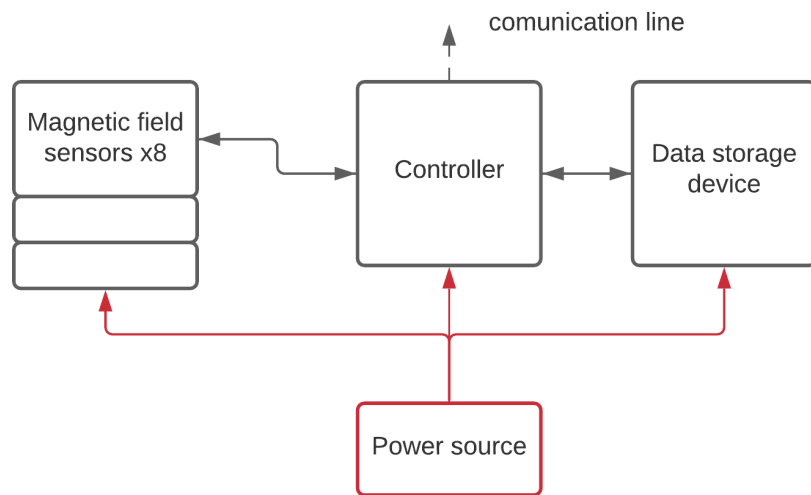 comunication line
Magnetic field
sensors x8
Controller
Data storage
device
Power source